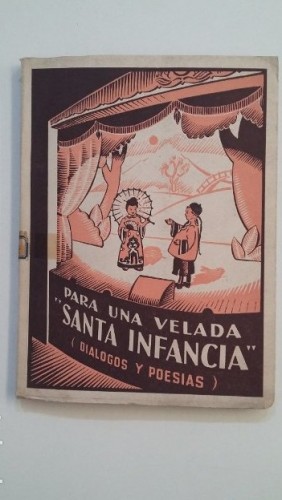 PARA UNA VELADA
"SANTA INFANCIA"
( DIALOGOS Y POESIAS )